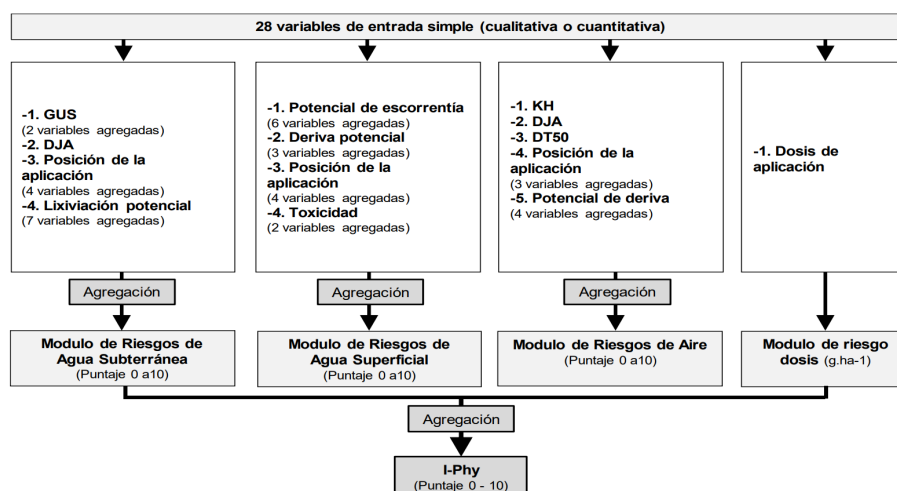 28 variables de entrada simple (cualitativa o cuantitativa)
-1. GUS
(2 variables agregadas)
-2. DJA
-3. Posición de la
aplicación
(4 variables agregadas)
-4. Lixiviación potencial
(7 variables agregadas)
-1. Potencial de escorrentía
(6 variables agregadas)
-2. Deriva potencial
(3 variables agregadas)
-3. Posición de la
aplicación
(4 variables agregadas)
-4. Toxicidad
(2 variables agregadas)
-1. KH
-2. DJA
-3. DT50
-4. Posición de la
aplicación
(3 variables agregadas)
-5. Potencial de deriva
(4 variables agregadas)
-1. Dosis de
aplicación
Agregación
Agregación
Agregación
Modulo de Riesgos de
Agua Subterránea
(Puntaje 0 a10)
Modulo de Riesgos de
Agua Superficial
(Puntaje 0 a10)
Modulo de Riesgos de Aire
(Puntaje 0 a10)
Modulo de riesgo
dosis (g.ha-1)
Agregación
I-Phy
(Puntaje 0 - 10)